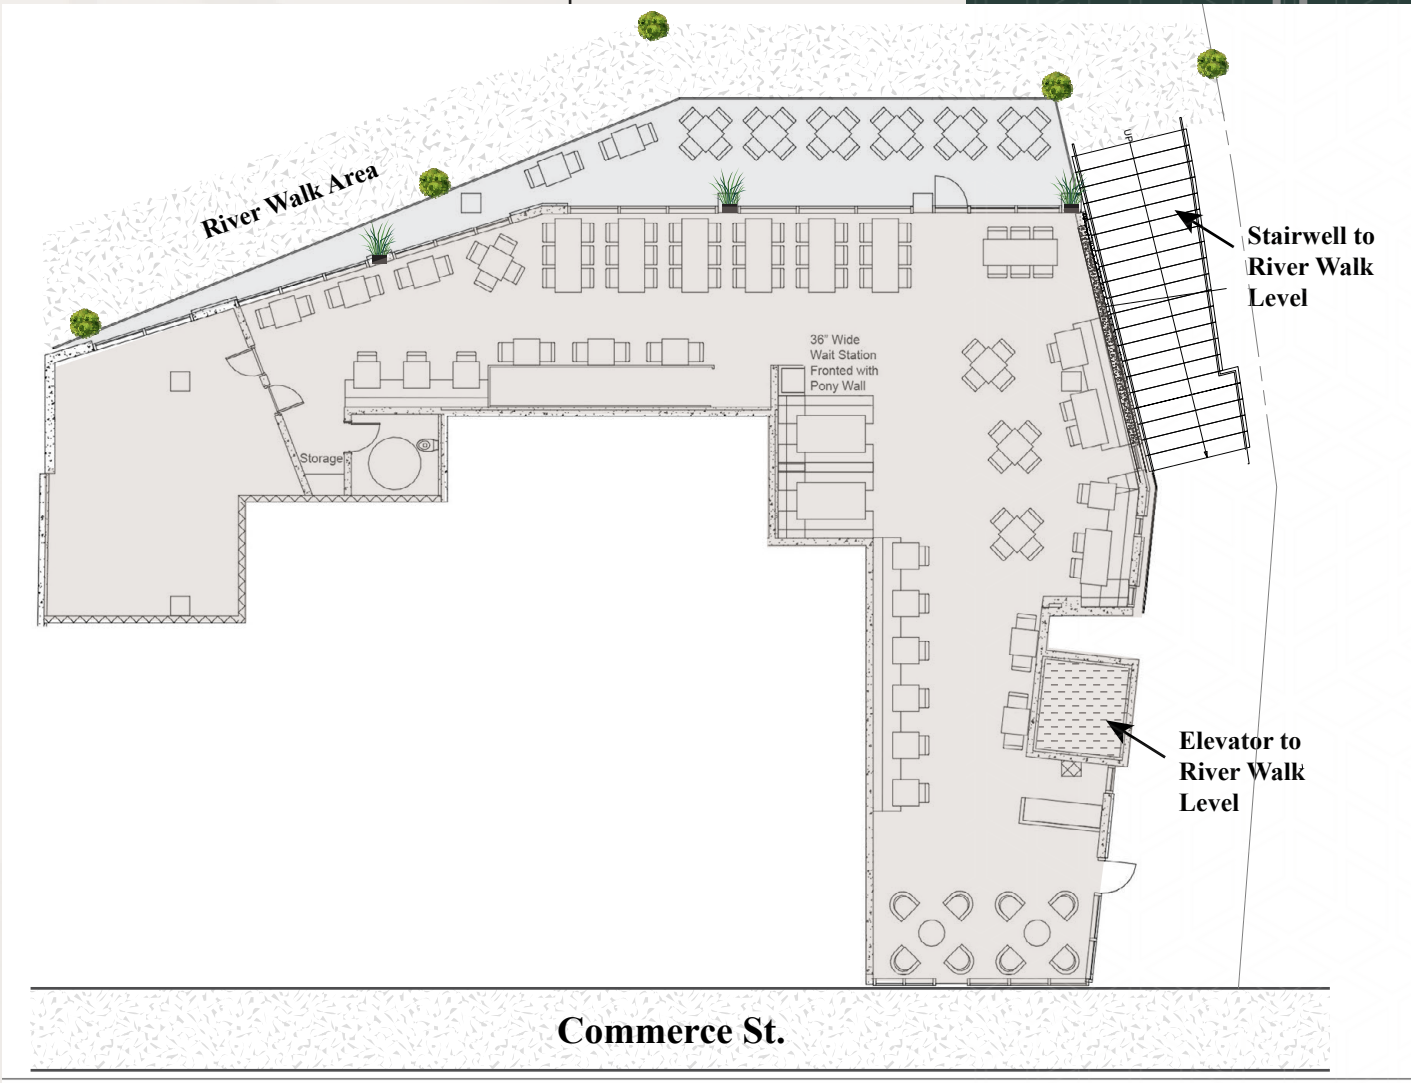 UP
River Walk Area
Stairwell to
River Walk
Level
36" Wide
Wait Station
Fronted with
Pony Wall
Storage
Elevator to
River Walk
Level
Commerce St.